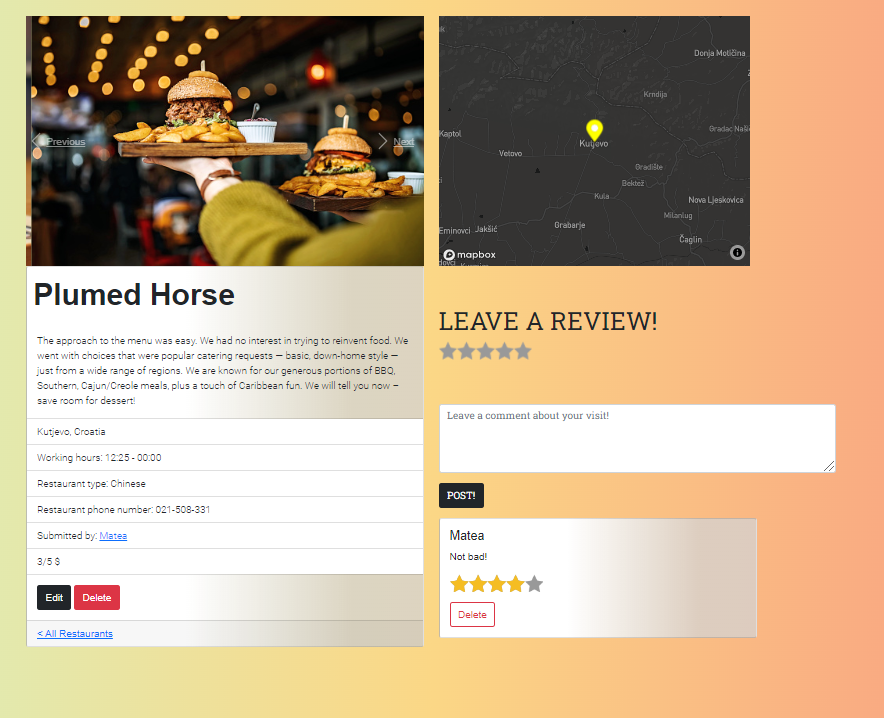 Previous
Next
Donja Motičina
Krndija
Kaptol
Gradac Naši
Kutjevo
Vetovo
Gradište
Bektež
Kula
Nova Ljeskovica
Milanlug
Grabarje
Eminovci
Jakšić
Čaglin
mapbox
Plumed Horse
The approach to the menu was easy. We had no interest in trying to reinvent food. We
went with choices that were popular catering requests — basic, down-home style —
just from a wide range of regions. We are known for our generous portions of BBQ,
Southern, Cajun/Creole meals, plus a touch of Caribbean fun. We will tell you now –
save room for dessert!
Kutjevo, Croatia
Working hours: 12:25 - 00:00
Restaurant type: Chinese
Restaurant phone number: 021-508-331
Submitted by: Matea
3/5 $
Edit Delete
< All Restaurants
LEAVE A REVIEW!
Leave a comment about your visit!
POST!
Matea
Not bad!
Delete